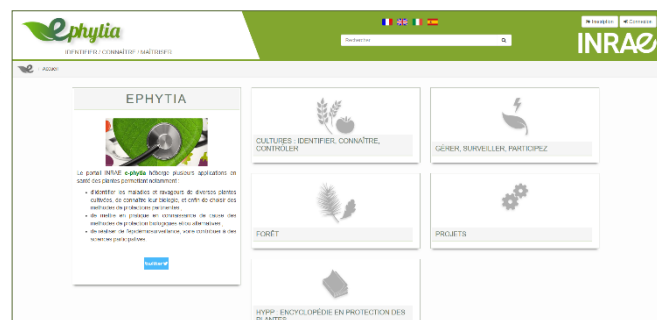 ephytia
IDENTIFIER / CONNAÎTRE / MAÎTRISER
Rechercher
Inscription
Connexion
INRAE
Accueil
EPHYTIA
Le portail INRAE e-phytia héberge plusieurs applications en
santé des plantes permettant notamment :
d'identifier les maladies et ravageurs de diverses plantes
cultivées, de connaître leur biologie, et enfin de choisir des
méthodes de protections pertinentes
de mettre en pratique en connaissance de cause des
méthodes de protection biologiques et/ou alternatives
de réaliser de l'épidémiosurveillance, voire contribuer à des
sciences participatives
CULTURES : IDENTIFIER, CONNAÎTRE,
CONTRÔLER
GÉRER, SURVEILLER, PARTICIPEZ
FORÊT
PROJETS
HYPP : ENCYCLOPÉDIE EN PROTECTION DES
PLANTES